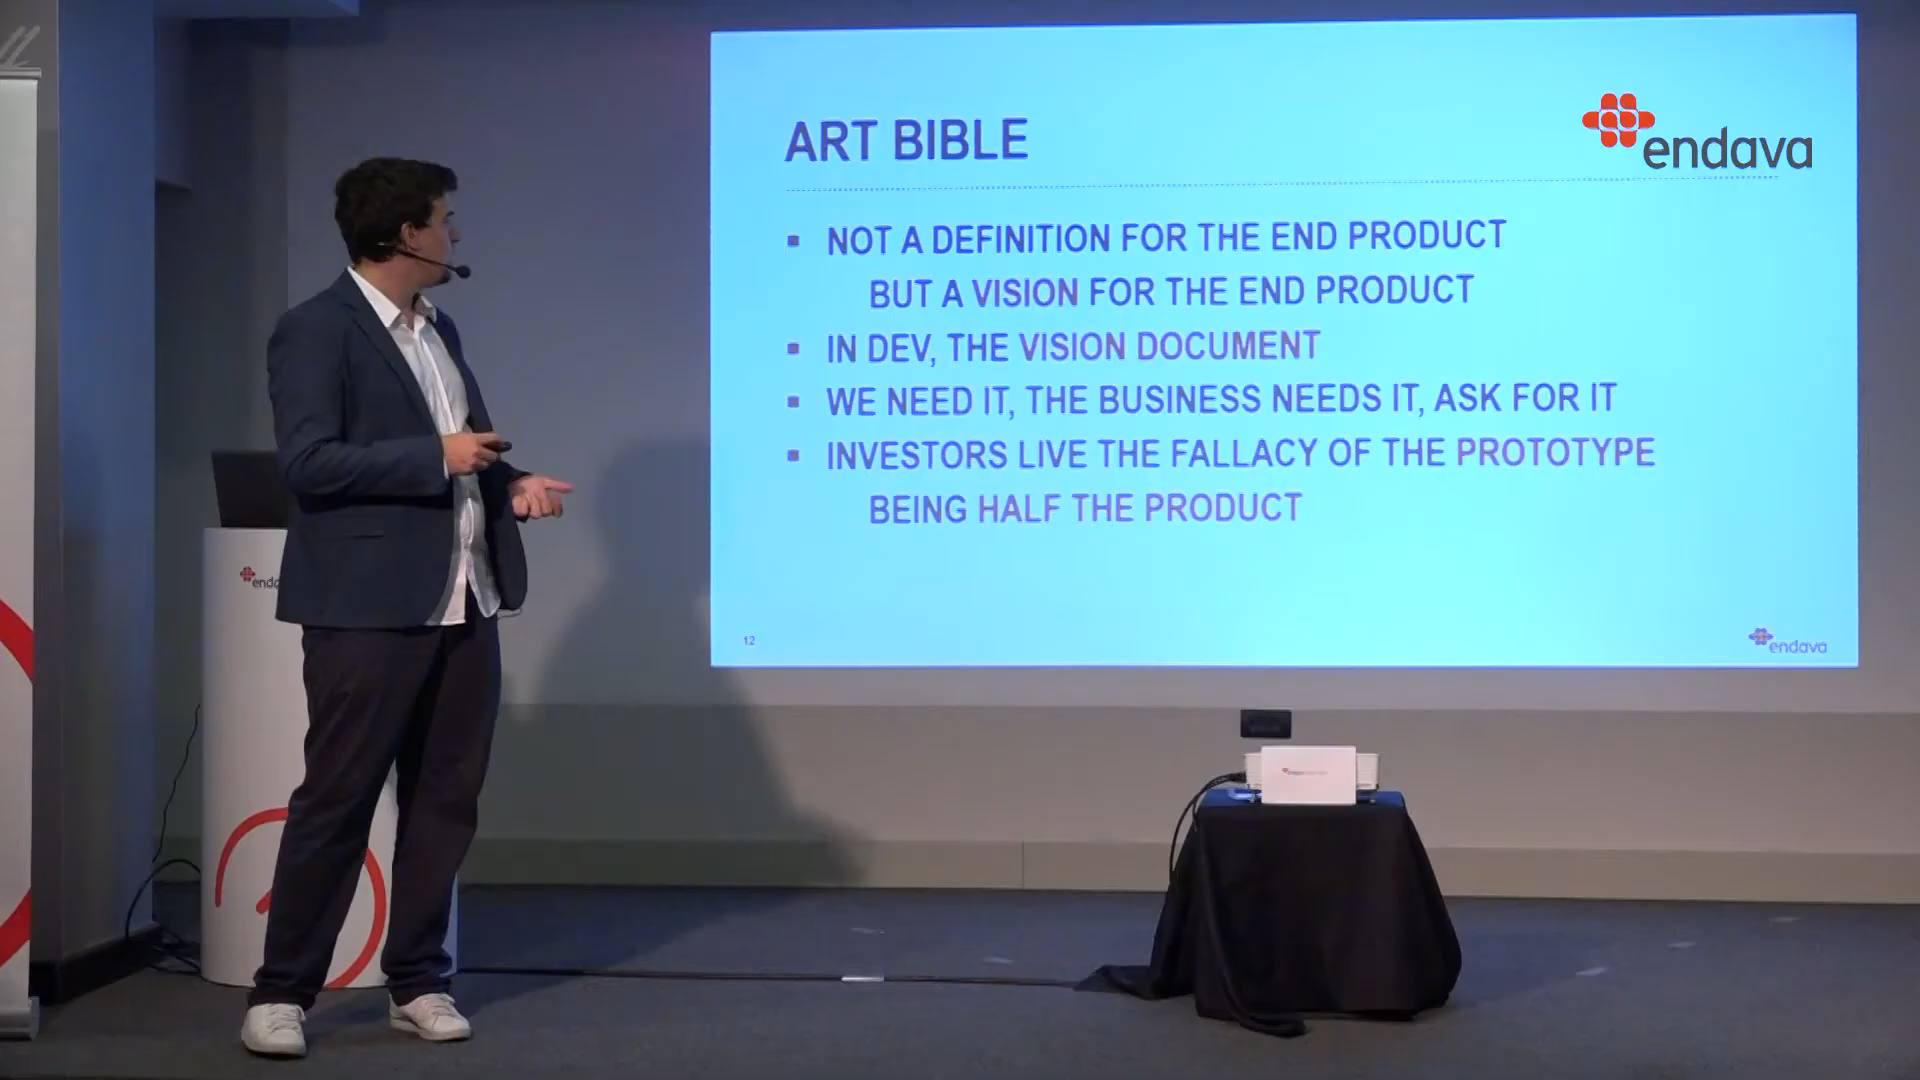 ART BIBLE
endava
▪ NOT A DEFINITION FOR THE END PRODUCT
BUT A VISION FOR THE END PRODUCT
▪ IN DEV, THE VISION DOCUMENT
▪ WE NEED IT, THE BUSINESS NEEDS IT, ASK FOR IT
▪ INVESTORS LIVE THE FALLACY OF THE PROTOTYPE
BEING HALF THE PRODUCT
12
endava